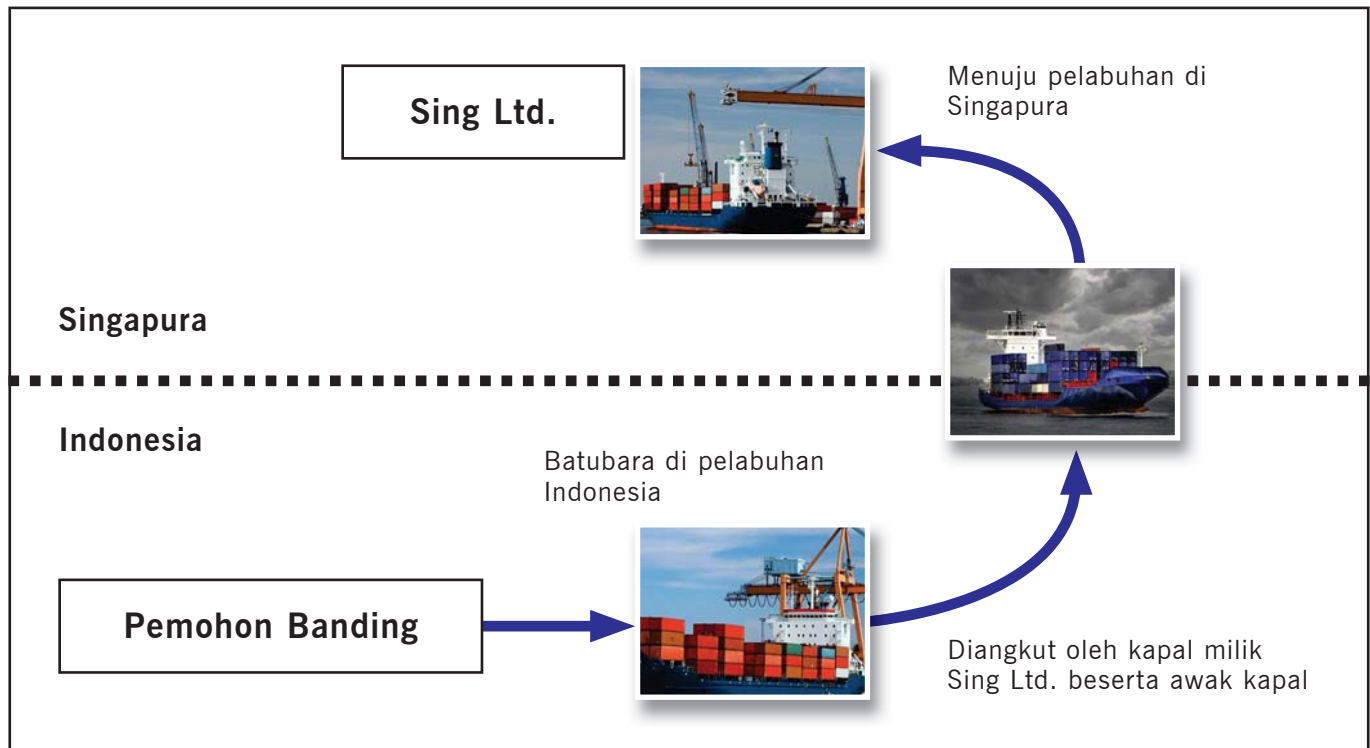 Sing Ltd.
Menuju pelabuhan di
Singapura
Singapura
Indonesia
Batubara di pelabuhan
Indonesia
Pemohon Banding
Diangkut oleh kapal milik
Sing Ltd. beserta awak kapal